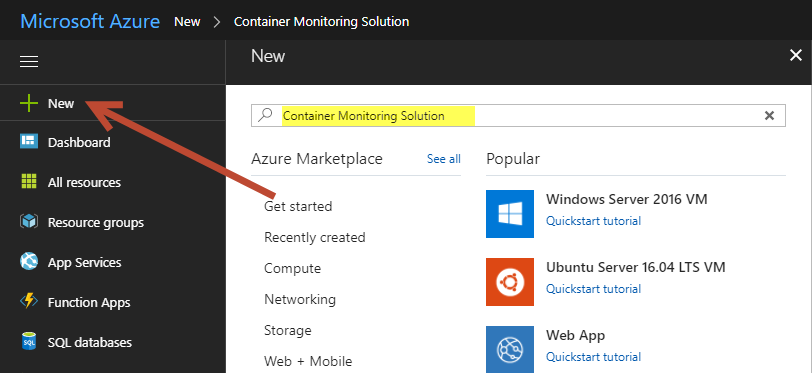 Microsoft Azure New > Container Monitoring Solution
New
New
Container Monitoring Solution
Dashboard
All resources
Resource groups
App Services
Function Apps
SQL databases
Azure Marketplace See all
Get started
Recently created
Compute
Networking
Storage
Web + Mobile
Popular
Windows Server 2016 VM
Quickstart tutorial
Ubuntu Server 16.04 LTS VM
Quickstart tutorial
Web App
Quickstart tutorial